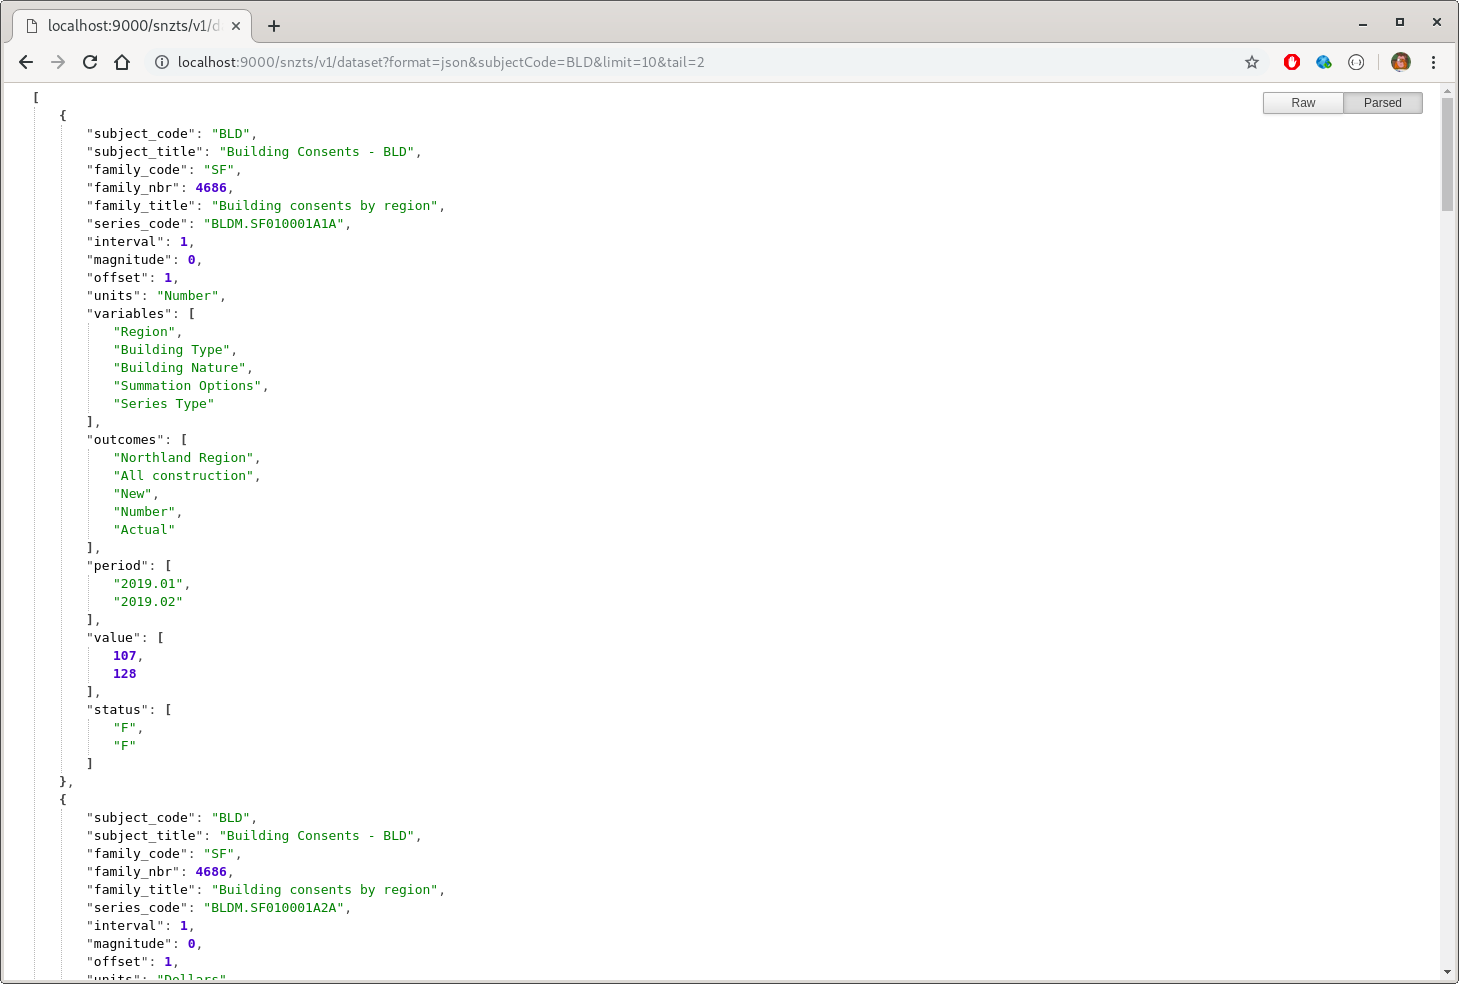 localhost:9000/snzts/v1/d
localhost:9000/snzts/v1/dataset?format=json&subjectCode=BLD&limit=10&tail=2
Raw
Parsed
[
{
"subject_code": "BLD",
"subject_title": "Building Consents - BLD",
"family_code": "SF",
"family_nbr": 4686,
"family_title": "Building consents by region",
"series_code": "BLDM.SF010001A1A",
"interval": 1,
"magnitude": 0,
"offset": 1,
"units": "Number",
"variables": [
"Region",
"Building Type",
"Building Nature",
"Summation Options",
"Series Type"
],
"outcomes": [
"Northland Region",
"All construction",
"New",
"Number",
"Actual"
],
"period": [
"2019.01",
"2019.02"
],
"value": [
107,
128
],
"status": [
"F",
"F"
]
},
{
"subject_code": "BLD",
"subject_title": "Building Consents - BLD",
"family_code": "SF",
"family_nbr": 4686,
"family_title": "Building consents by region",
"series_code": "BLDM.SF010001A2A",
"interval": 1,
"magnitude": 0,
"offset": 1,
"units": "Dollars",